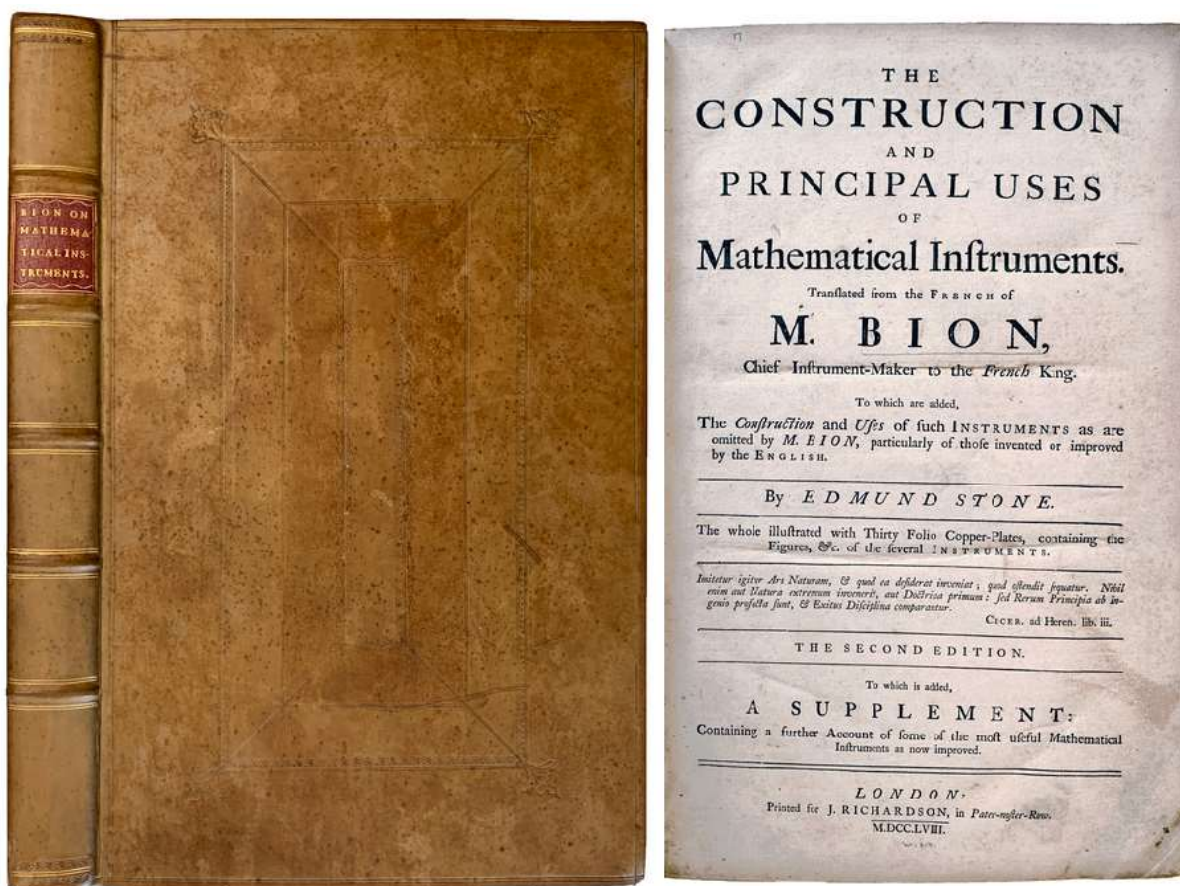 BION ON
MATHEMA-
TICAL INS-
TRUMENTS.
THE
CONSTRUCTION
AND
PRINCIPAL USES
OF
Mathematical Inſtruments.
Tranſlated from the FRENCH of
M. BION,
Chief Inſtrument-Maker to the French King.
To which are added,
The Conſtruction and Uſes of ſuch INSTRUMENTS as are
omitted by M. BION, particularly of thoſe invented or improved
by the ENGLISH.
By EDMUND STONE.
The whole illuſtrated with Thirty Folio Copper-Plates, containing the
Figures, &c. of the ſeveral INSTRUMENTS.
Imitetur igitur Ars Naturam, & quod ea deſiderat inveniat; quod oſtendit ſequatur. Nihil
enim aut Natura extremum invenerit, aut Doctrina primum: ſed Rerum Principia ab in-
genio profecta ſunt, & Exitus Diſciplina comparantur.
CICER. ad Heren. lib. iii.
THE SECOND EDITION.
To which is added,
A SUPPLEMENT:
Containing a further Account of ſome of the moſt uſeful Mathematical
Inſtruments as now improved.
LONDON:
Printed for J. RICHARDSON, in Pater-noſter-Row.
M.DCC.LVIII.